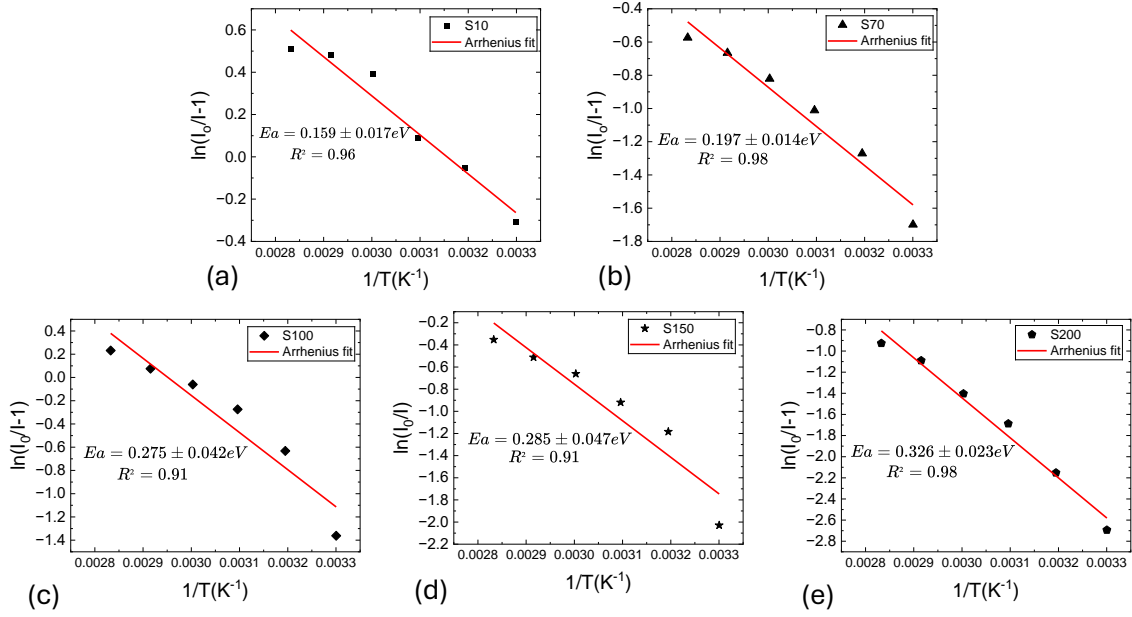 S10
Arrhenius fit
0.6
0.4
0.2
0.0
−0.2
−0.4
ln(I₀/I-1)
Ea = 0.159 ± 0.017eV
R² = 0.96
0.0028 0.0029 0.0030 0.0031 0.0032 0.0033
1/T(K⁻¹)
(a)
S70
Arrhenius fit
−0.4
−0.6
−0.8
−1.0
−1.2
−1.4
−1.6
−1.8
ln(I₀/I-1)
Ea = 0.197 ± 0.014eV
R² = 0.98
0.0028 0.0029 0.0030 0.0031 0.0032 0.0033
1/T(K⁻¹)
(b)
S100
Arrhenius fit
0.4
0.2
0.0
−0.2
−0.4
−0.6
−0.8
−1.0
−1.2
−1.4
ln(I₀/I-1)
Ea = 0.275 ± 0.042eV
R² = 0.91
0.0028 0.0029 0.0030 0.0031 0.0032 0.0033
1/T(K⁻¹)
(c)
S150
Arrhenius fit
−0.2
−0.4
−0.6
−0.8
−1.0
−1.2
−1.4
−1.6
−1.8
−2.0
−2.2
ln(I₀/I)
Ea = 0.285 ± 0.047eV
R² = 0.91
0.0028 0.0029 0.0030 0.0031 0.0032 0.0033
1/T(K⁻¹)
(d)
S200
Arrhenius fit
−0.8
−1.0
−1.2
−1.4
−1.6
−1.8
−2.0
−2.2
−2.4
−2.6
−2.8
ln(I₀/I-1)
Ea = 0.326 ± 0.023eV
R² = 0.98
0.0028 0.0029 0.0030 0.0031 0.0032 0.0033
1/T(K⁻¹)
(e)